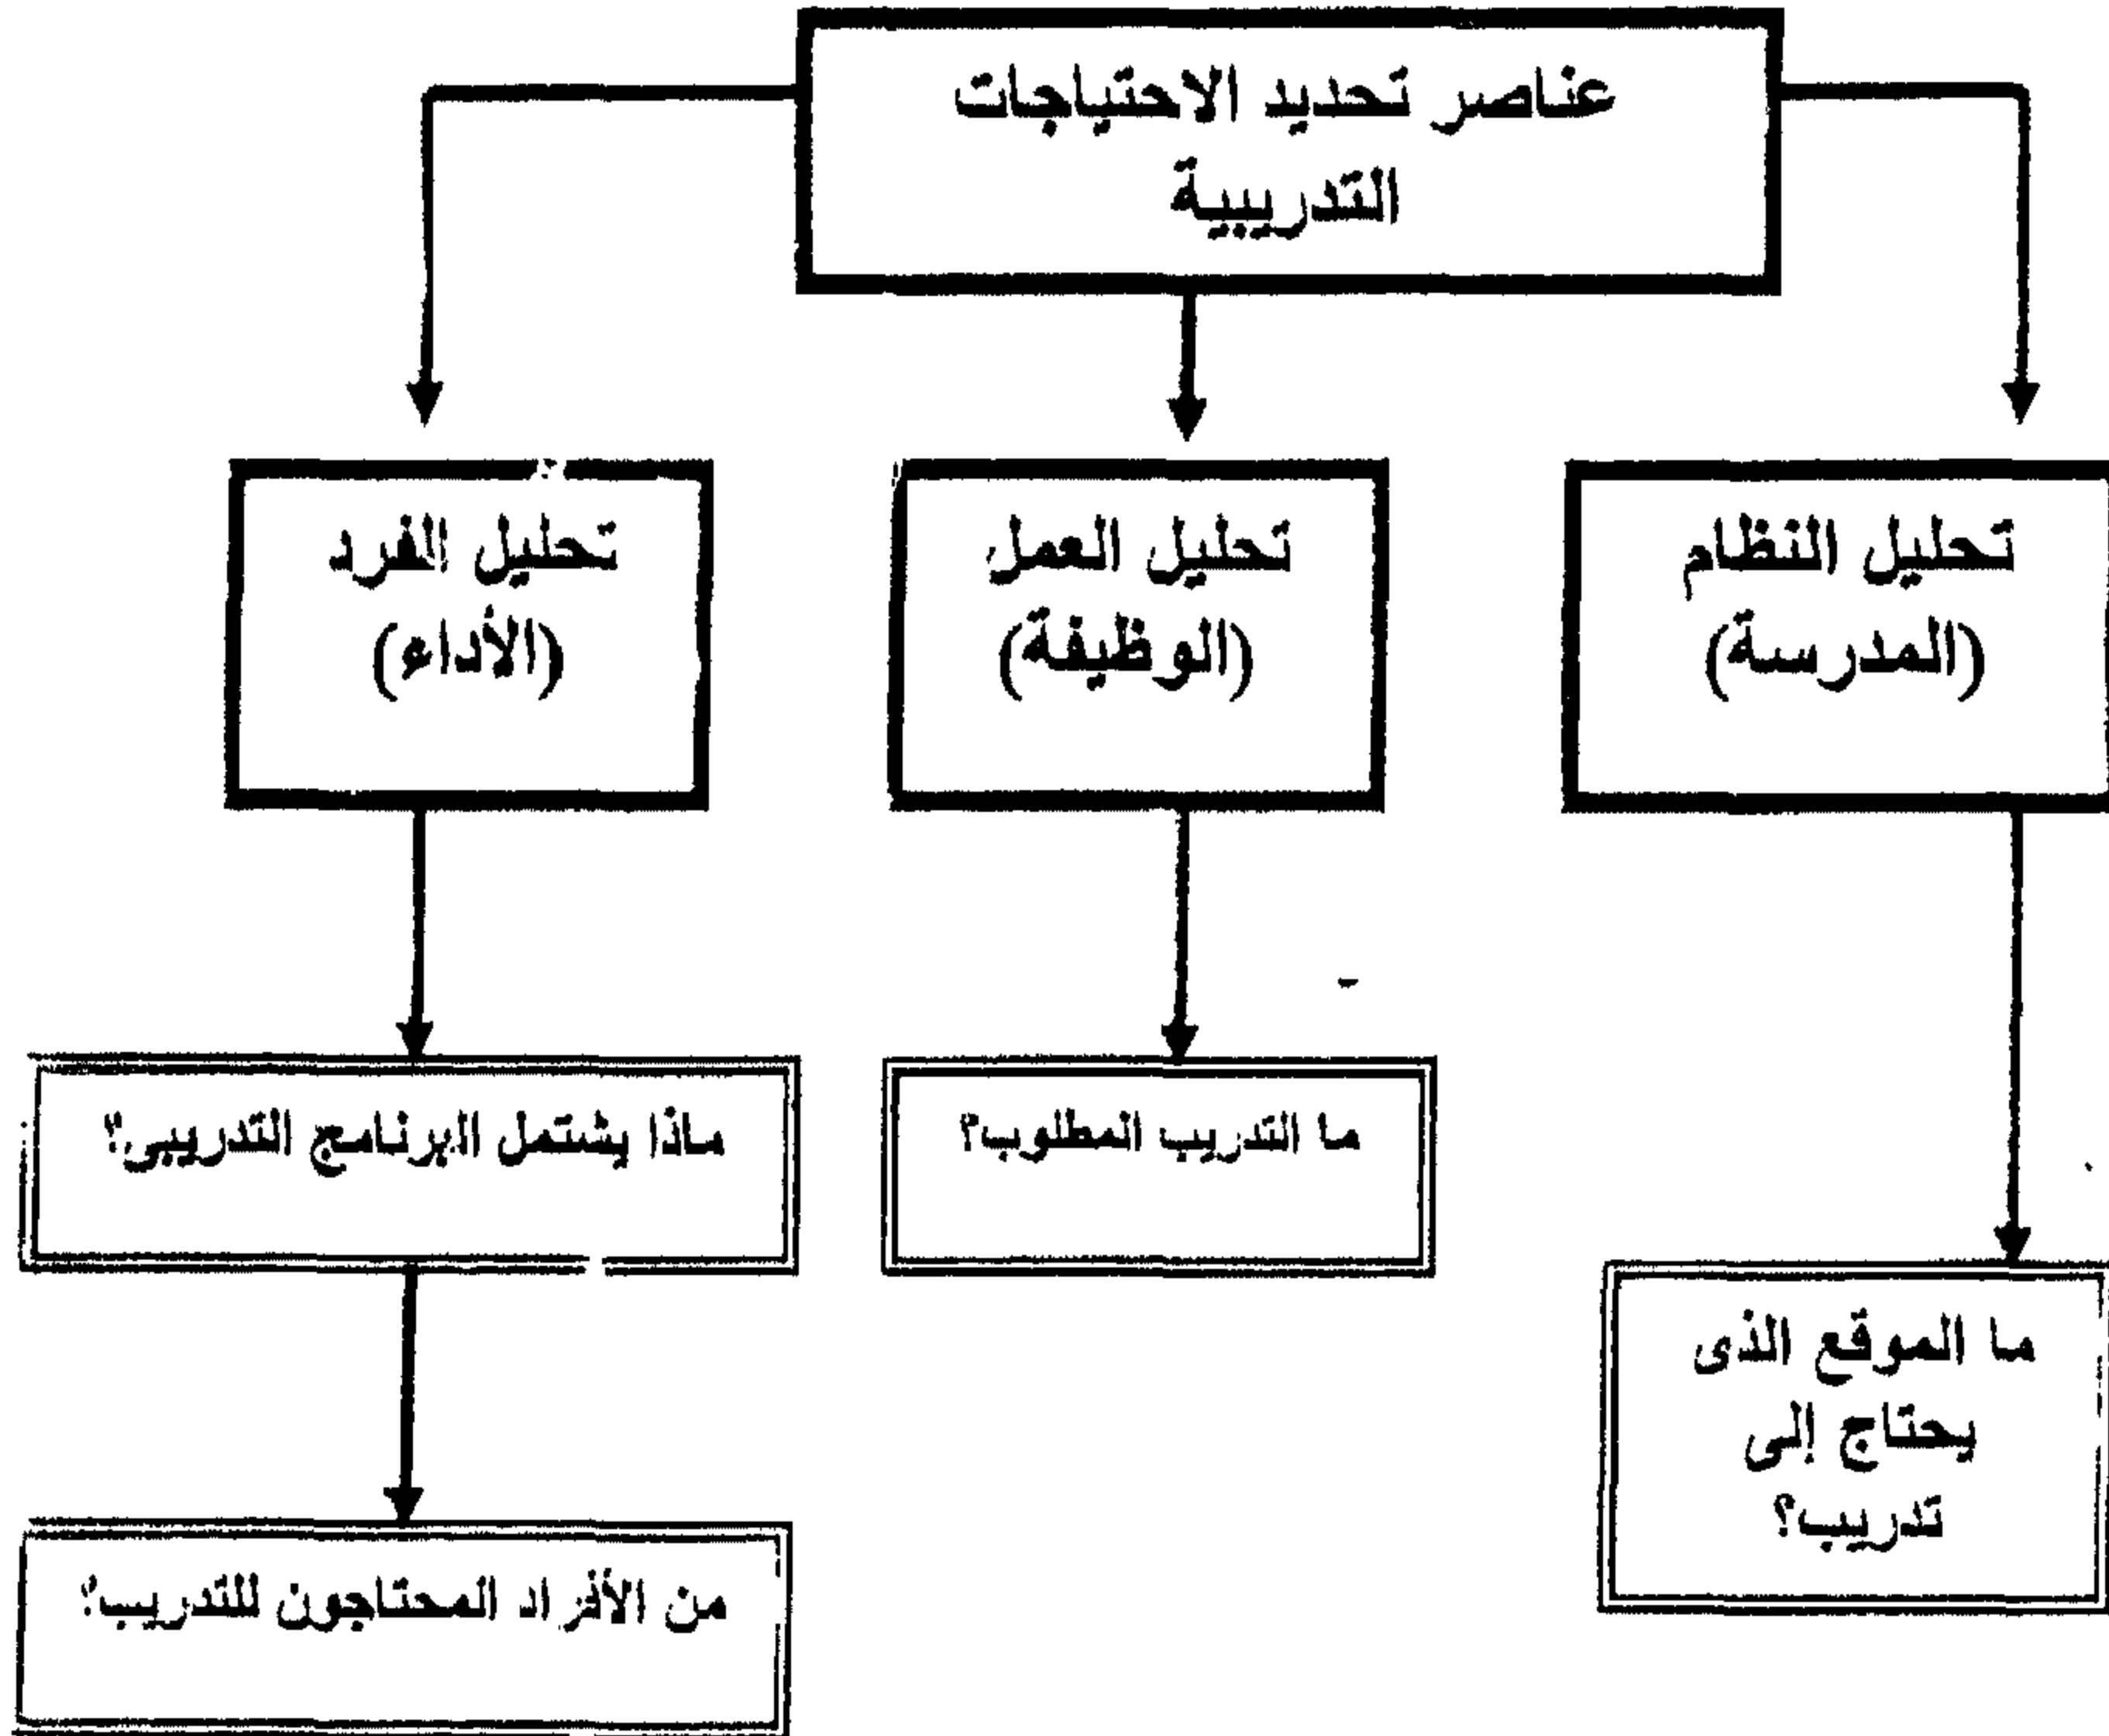 عناصر تحديد الاحتياجات
التدريبية
تحليل النظام
(المدرسة)
تحليل العمل
(الوظيفة)
تحليل الفرد
(الأداء)
ما الموقع الذى
يحتاج إلى
تدريب؟
ما التدريب المطلوب؟
ماذا يشتمل البرنامج التدريبى؟
من الأفراد المحتاجون للتدريب؟